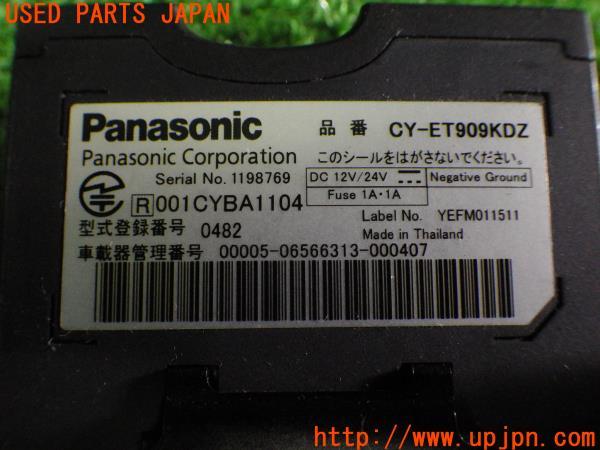 USED PARTS JAPAN
Panasonic
品番 CY-ET909KDZ
Panasonic Corporation
このシールをはがさないでください。
Serial No. 1198769
DC 12V/24V
Negative Ground
Fuse 1A・1A
R 001CYBA1104
Label No. YEFM011511
型式登録番号 0482
Made in Thailand
車載器管理番号 00005-06566313-000407
http://www.upjpn.com/